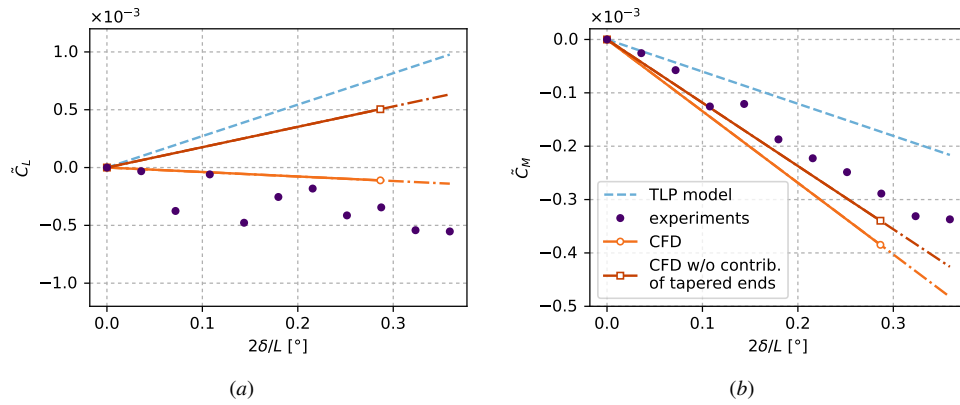 ×10⁻³
1.0
0.5
0.0
−0.5
−1.0
C̃_L
0.0
0.1
0.2
0.3
2δ/L [°]
(a)
×10⁻³
0.0
−0.1
−0.2
−0.3
−0.4
−0.5
C̃_M
TLP model
experiments
CFD
CFD w/o contrib.
of tapered ends
0.0
0.1
0.2
0.3
2δ/L [°]
(b)